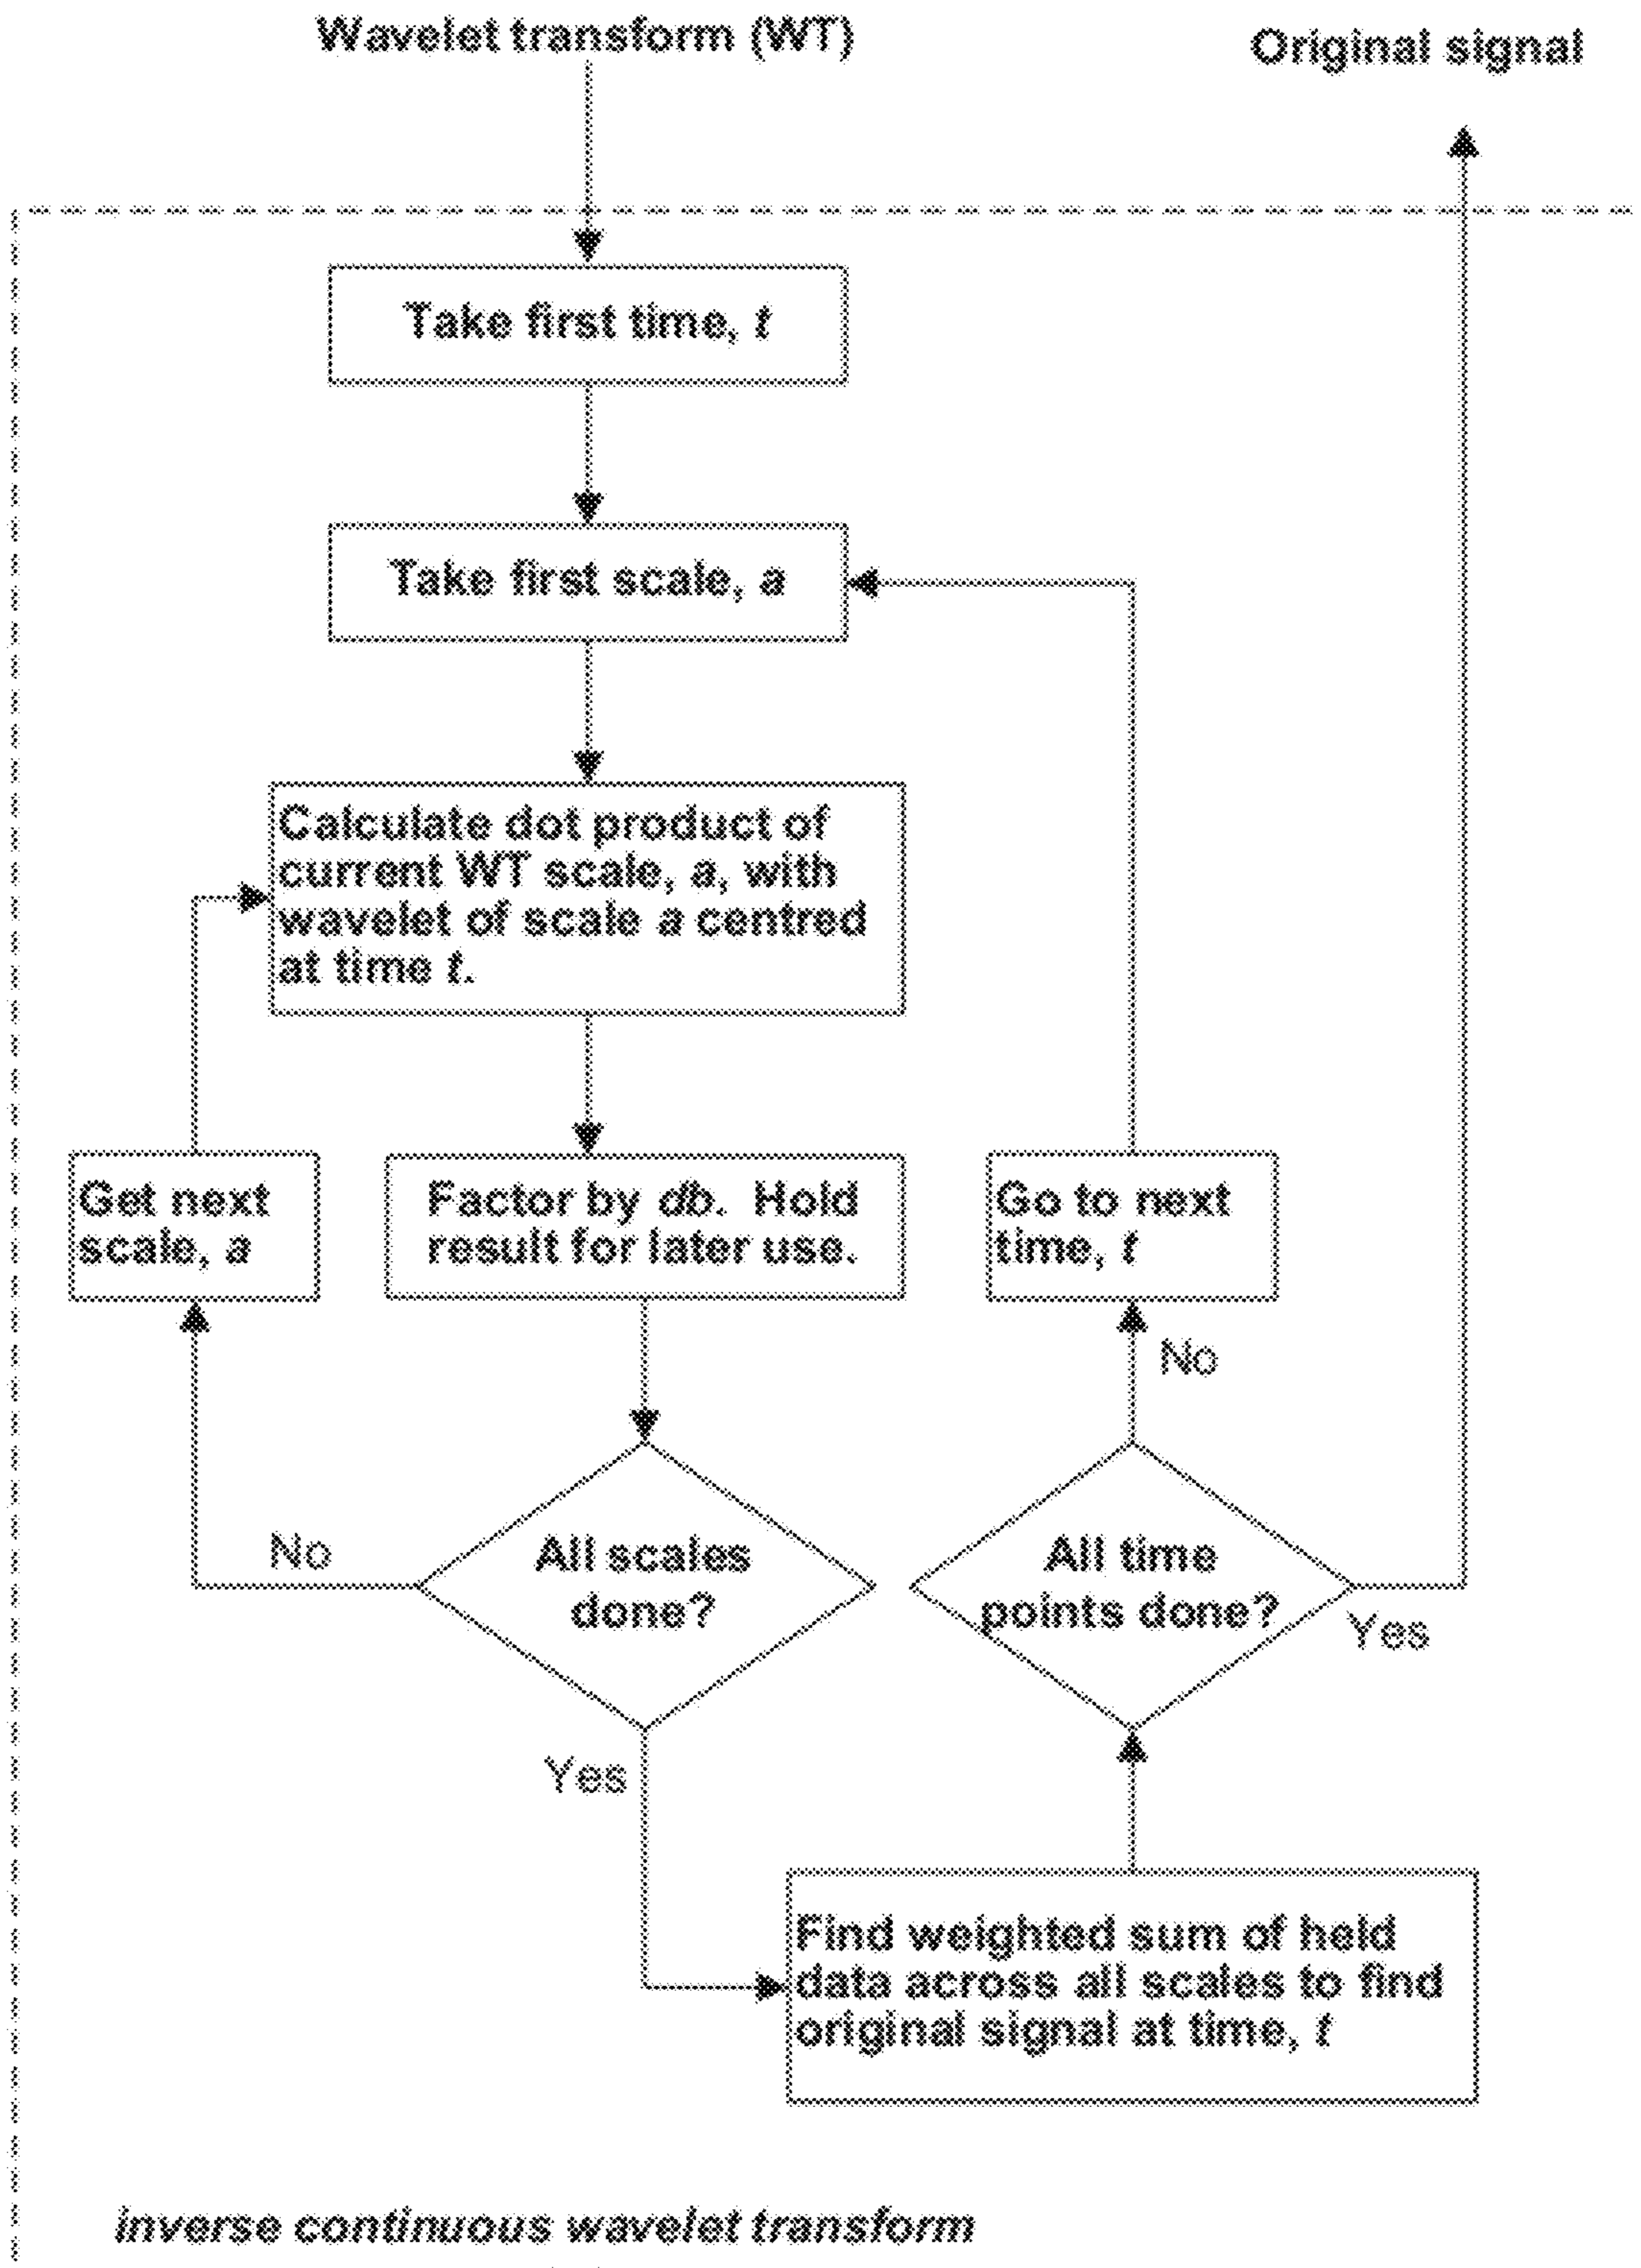 Wavelet transform (WT)
Original signal
Take first time, t
Take first scale, a
Calculate dot product of
current WT scale, a, with
wavelet of scale a centred
at time t.
Get next
scale, a
Factor by db. Hold
result for later use.
Go to next
time, t
No
No
All scales
done?
All time
points done?
Yes
Yes
Find weighted sum of held
data across all scales to find
original signal at time, t
inverse continuous wavelet transform